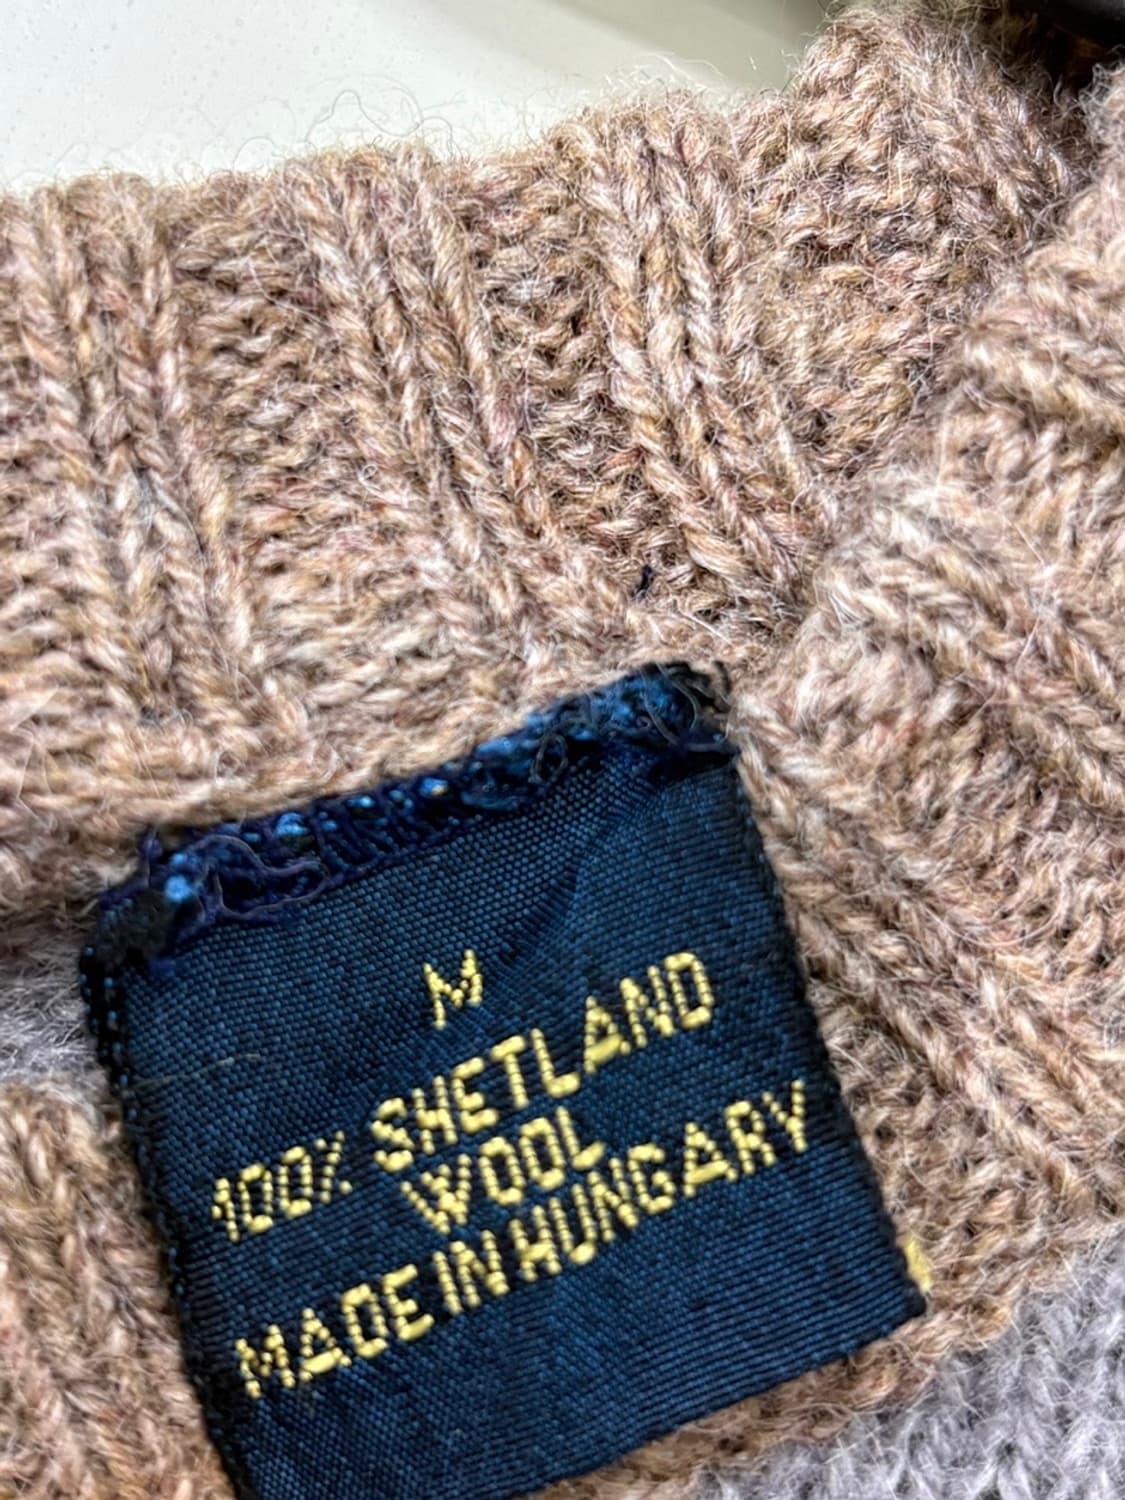 M
100% SHETLAND
WOOL
MADE IN HUNGARY